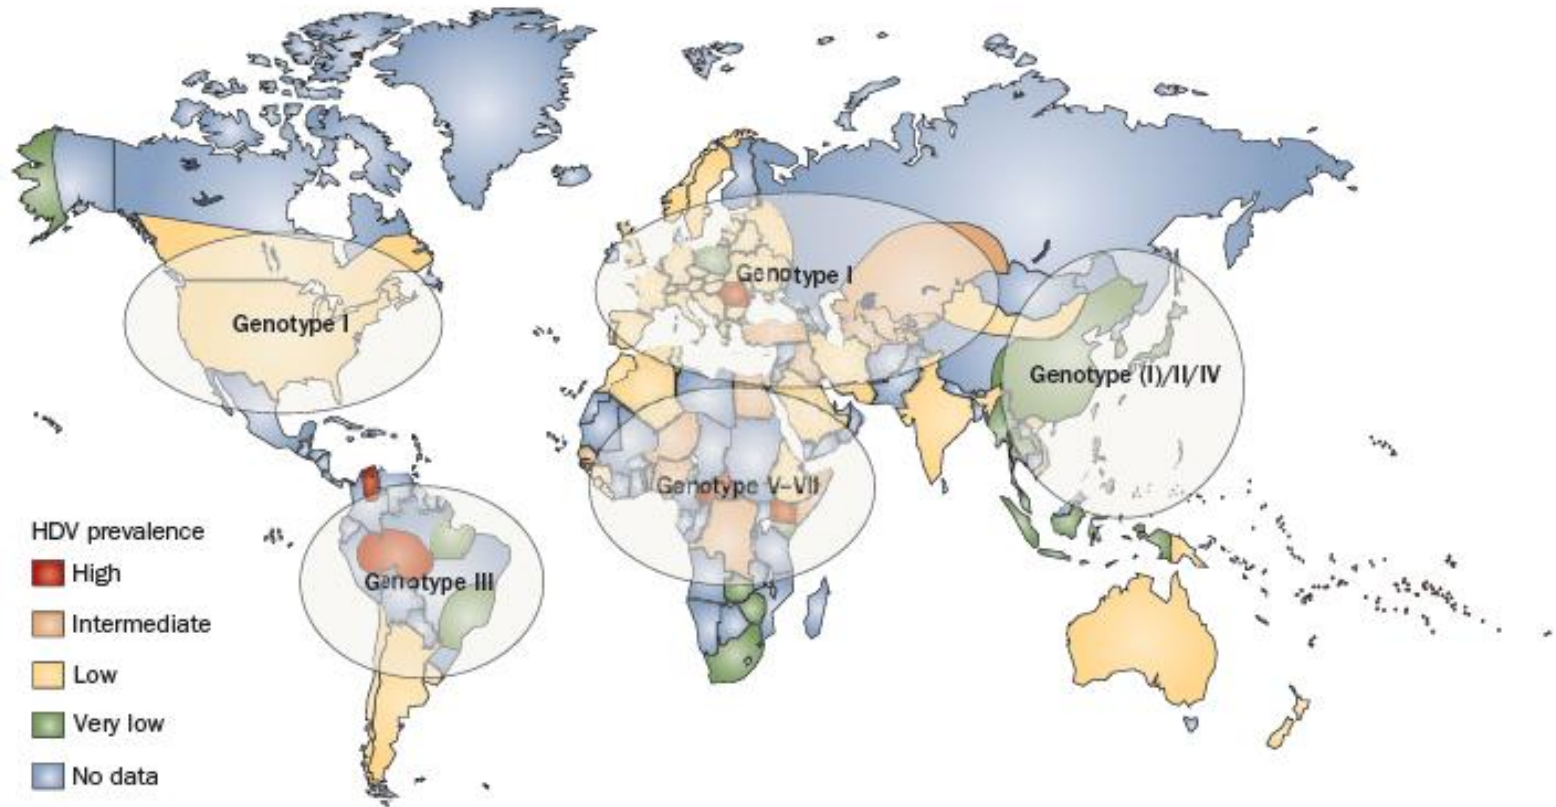 Genotype I
Genotype I
Genotype (I)/II/IV
Genotype V–VII
Genotype III
HDV prevalence
High
Intermediate
Low
Very low
No data